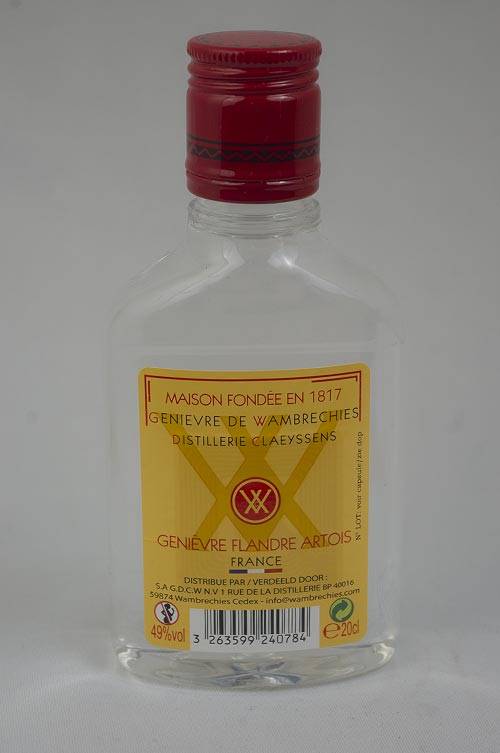 MAISON FONDÉE EN 1817
GENIEVRE DE WAMBRECHIES
DISTILLERIE CLAEYSSENS
N° LOT: voir capsule/zie dop
GENIÈVRE FLANDRE ARTOIS
FRANCE
DISTRIBUE PAR / VERDEELD DOOR :
S.A G.D.C.W N.V 1 RUE DE LA DISTILLERIE BP 40016
59874 Wambrechies Cedex - info@wambrechies.com
49%vol
3 263599 240784
℮20cl